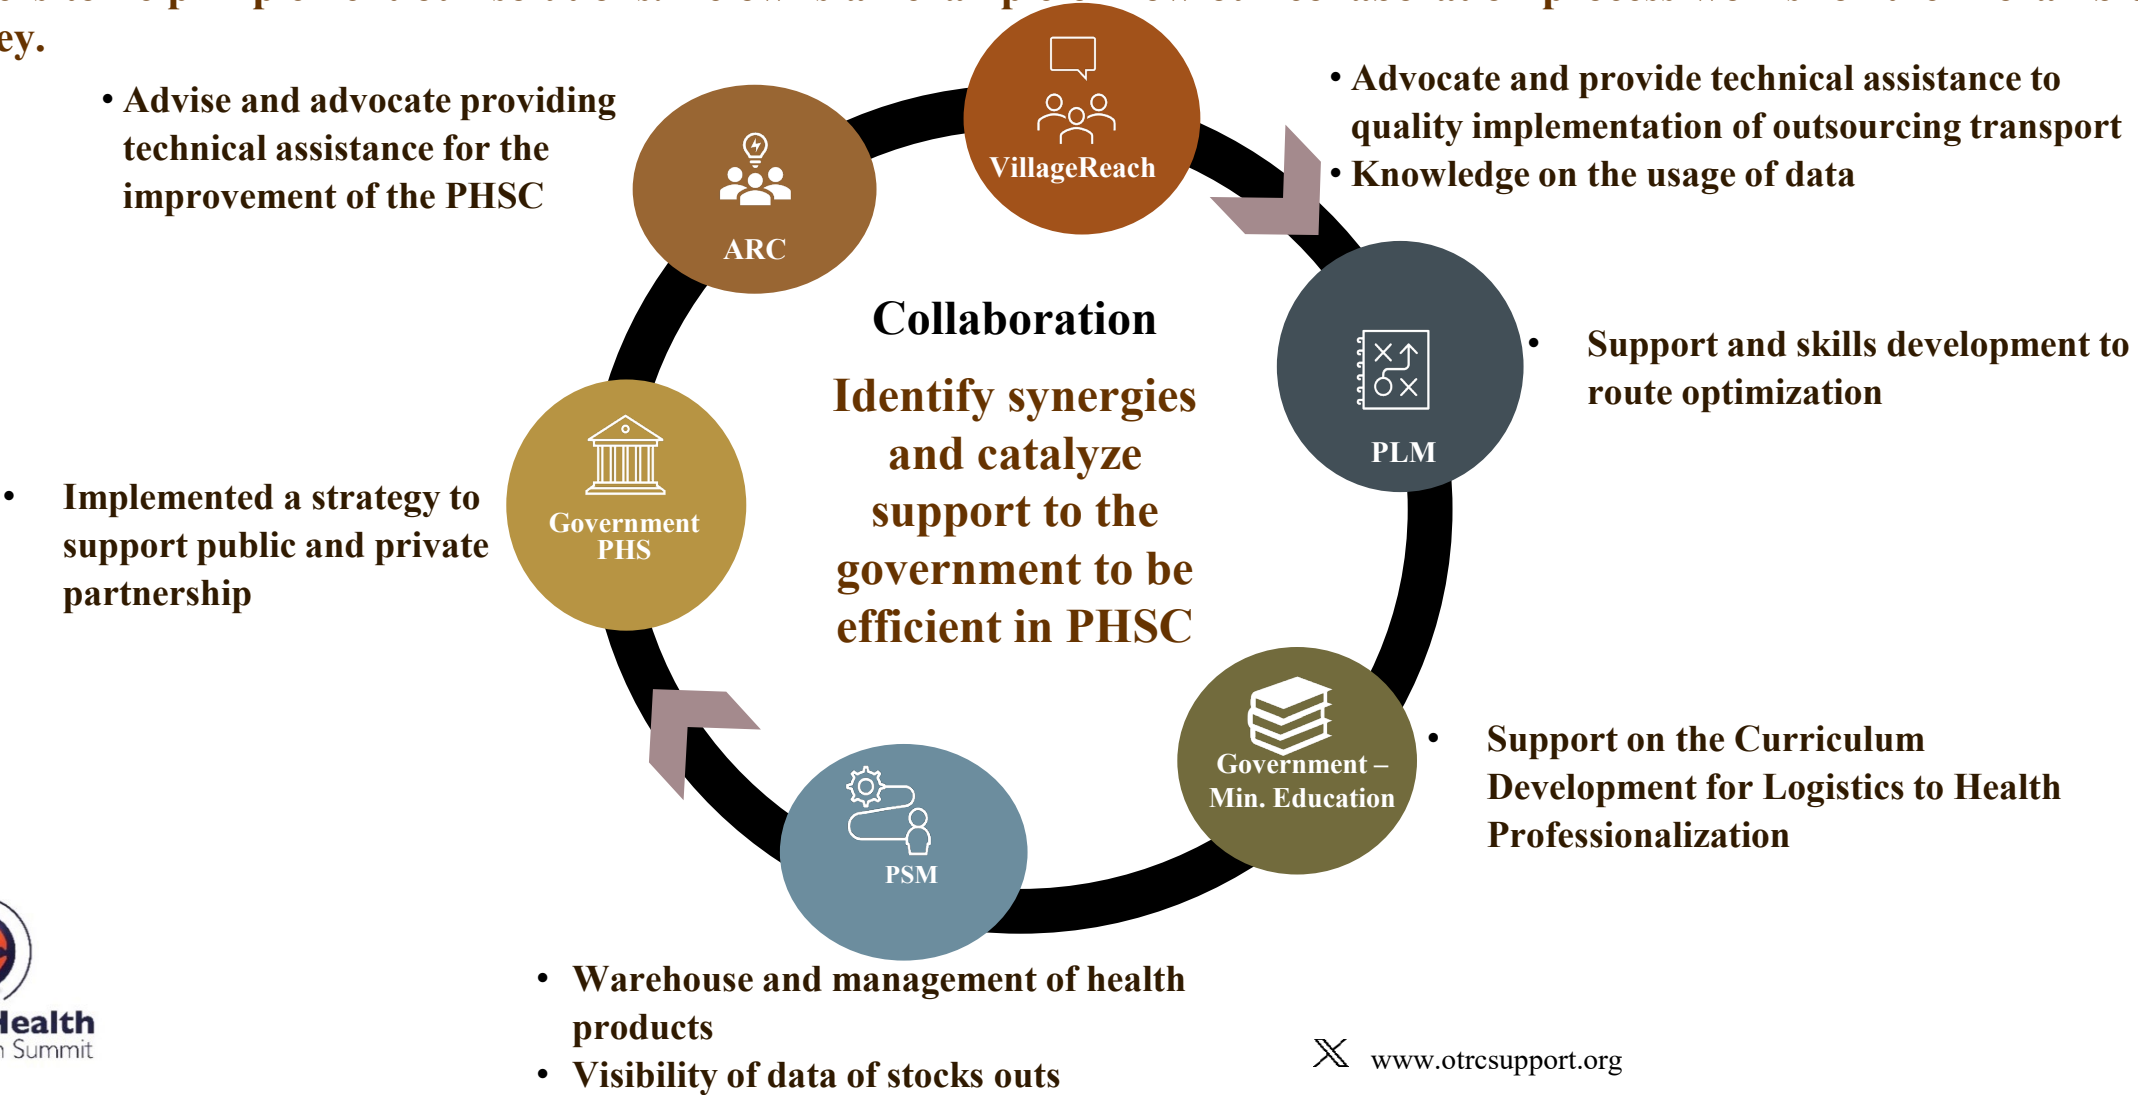 ey.
• Advise and advocate providing
technical assistance for the
improvement of the PHSC
VillageReach
• Advocate and provide technical assistance to
quality implementation of outsourcing transport
• Knowledge on the usage of data
ARC
Collaboration
Identify synergies
and catalyze
support to the
government to be
efficient in PHSC
PLM
• Support and skills development to
route optimization
Government
PHS
• Implemented a strategy to
support public and private
partnership
Government –
Min. Education
• Support on the Curriculum
Development for Logistics to Health
Professionalization
PSM
• Warehouse and management of health
products
• Visibility of data of stocks outs
Health
Summit
www.otrcsupport.org